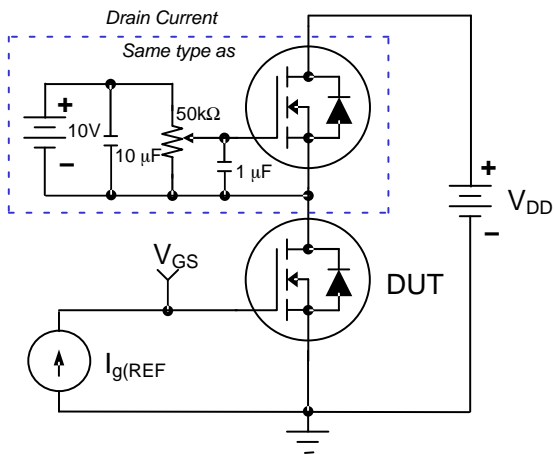 Drain Current
Same type as
+
10V
-
10 μF
50kΩ
1 μF
+
V_DD
-
V_GS
DUT
I_g(REF